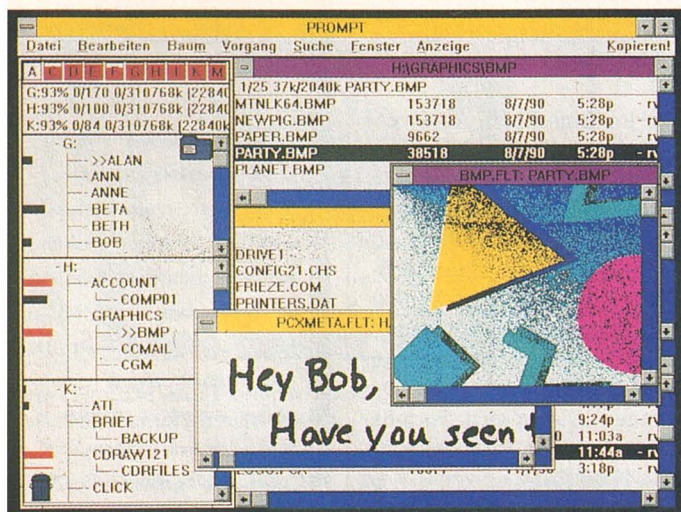 PROMPT
Datei Bearbeiten Baum Vorgang Suche Fenster Anzeige Kopieren!
A C D E F G H I K M
G:93% 0/170 0/310768k (22840
H:93% 0/100 0/310768k (22840
K:93% 0/84 0/310768k (22840
G:
>>ALAN
ANN
ANNE
BETA
BETH
BOB
H:
ACCOUNT
COMP01
GRAPHICS
>>BMP
CCMAIL
CGM
K:
ATI
BRIEF
BACKUP
CDRAW121
CDRFILES
CLICK
H:\GRAPHICS\BMP
1/25 37k/2040k PARTY.BMP
MTNLK64.BMP 153718 8/7/90 5:28p
NEWPIG.BMP 153718 8/7/90 5:28p
PAPER.BMP 9662 8/7/90 5:28p
PARTY.BMP 38518 8/7/90 5:28p
PLANET.BMP
BMP.FLT: PARTY.BMP
DRIVE1
CONFIG21.CHS
FRIEZE.COM
PRINTERS.DAT
PCXMETA.FLT: H:
Hey Bob,
Have you seen
9:24p
11:03a
11:44a
3:18p